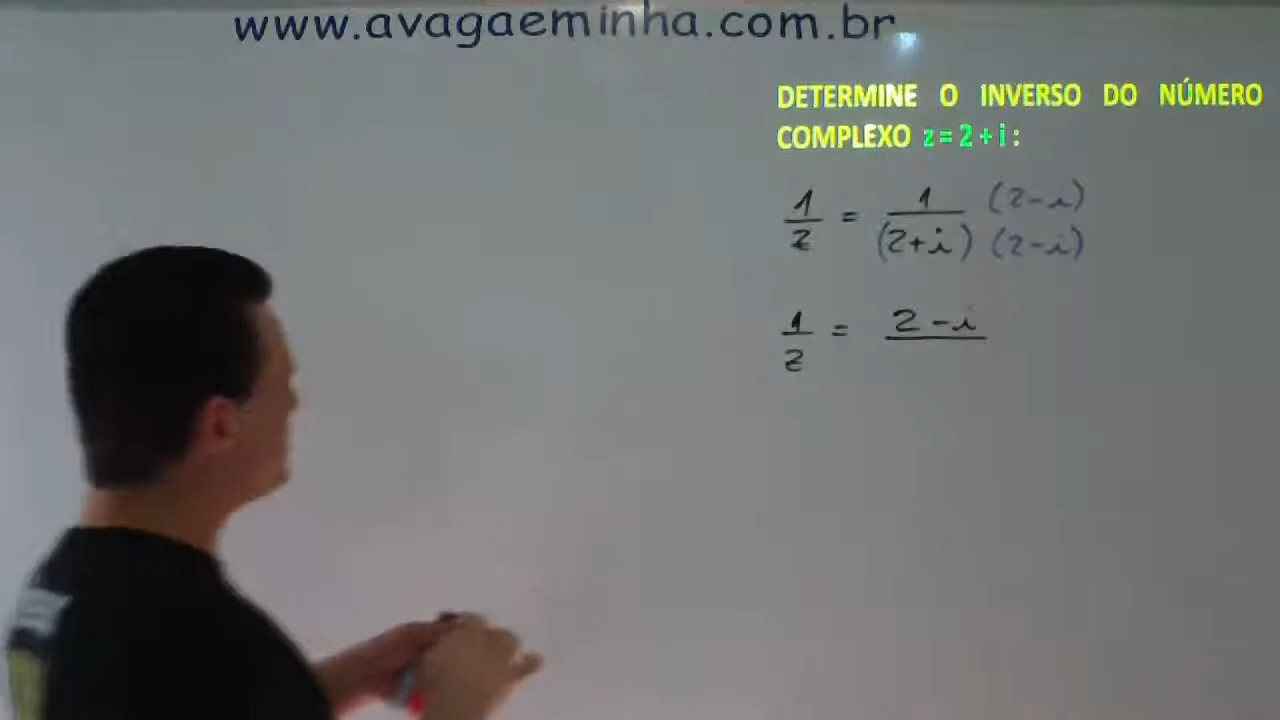 www.avagaeminha.com.br
DETERMINE O INVERSO DO NÚMERO
COMPLEXO z = 2 + i :
1/z = 1/(2+i) (2-i)/(2-i)
1/z = 2-i